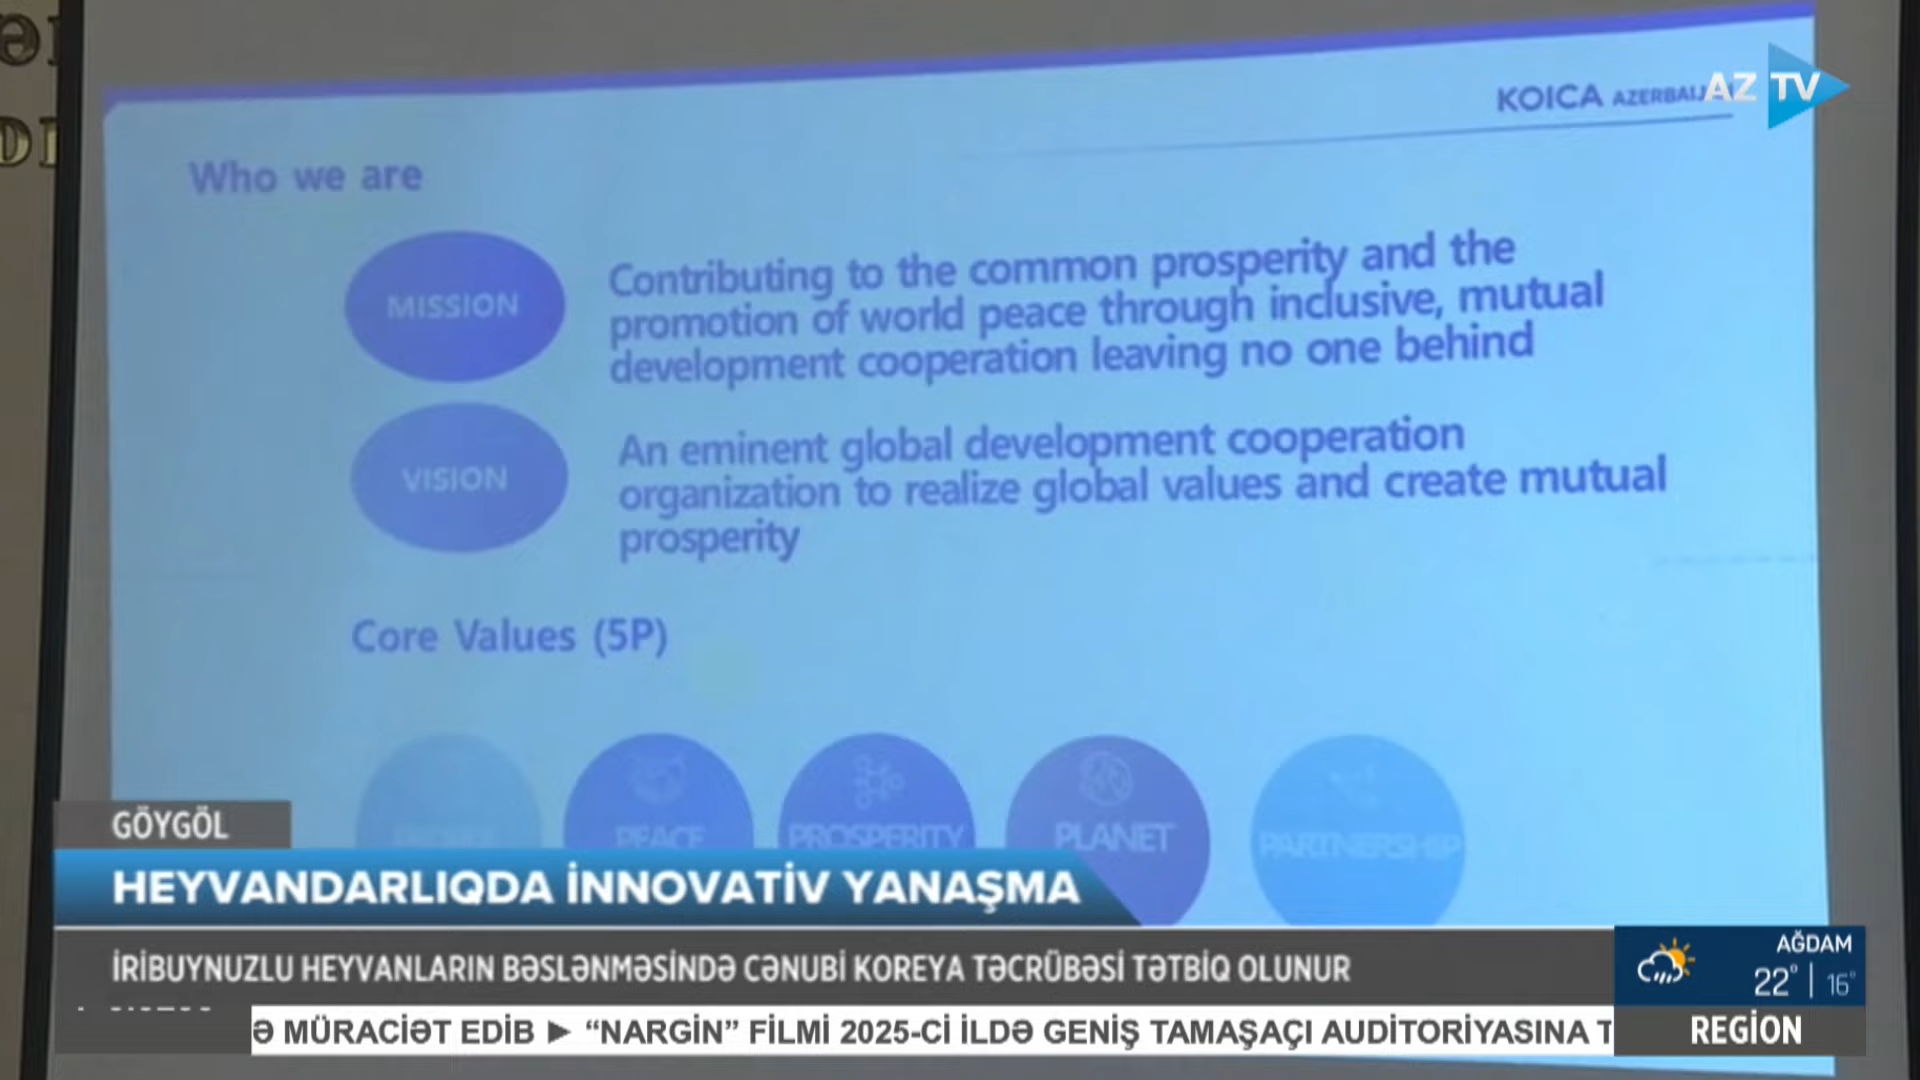 KOICA AZERBAIJAN
AZ TV
Who we are
MISSION
Contributing to the common prosperity and the
promotion of world peace through inclusive, mutual
development cooperation leaving no one behind
VISION
An eminent global development cooperation
organization to realize global values and create mutual
prosperity
Core Values (5P)
PEOPLE
PEACE
PROSPERITY
PLANET
PARTNERSHIP
GÖYGÖL
HEYVANDARLIQDA İNNOVATİV YANAŞMA
İRİBUYNUZLU HEYVANLARIN BƏSLƏNMƏSİNDƏ CƏNUBİ KOREYA TƏCRÜBƏSİ TƏTBİQ OLUNUR
AĞDAM
22° | 16°
Ə MÜRACİƏT EDİB ► “NARGİN” FİLMİ 2025-Cİ İLDƏ GENİŞ TAMAŞAÇI AUDİTORİYASINA T
REGİON